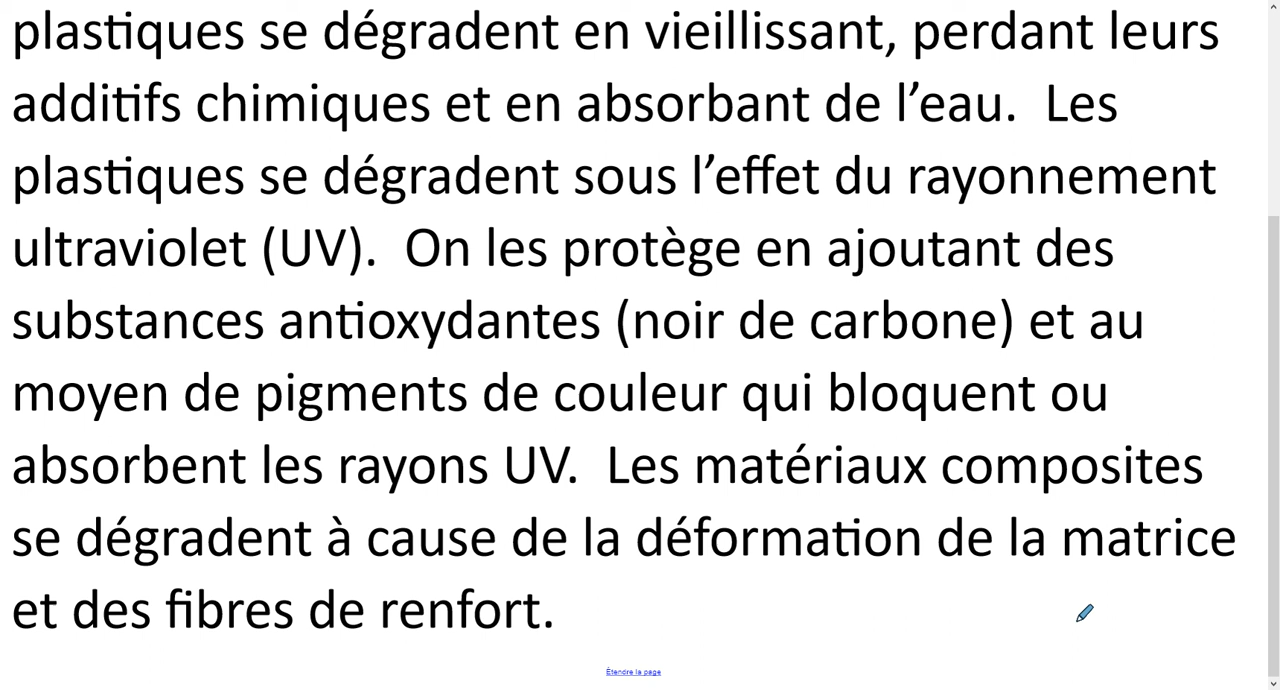 plastiques se dégradent en vieillissant, perdant leurs
additifs chimiques et en absorbant de l’eau.  Les
plastiques se dégradent sous l’effet du rayonnement
ultraviolet (UV).  On les protège en ajoutant des
substances antioxydantes (noir de carbone) et au
moyen de pigments de couleur qui bloquent ou
absorbent les rayons UV.  Les matériaux composites
se dégradent à cause de la déformation de la matrice
et des fibres de renfort.
Étendre la page